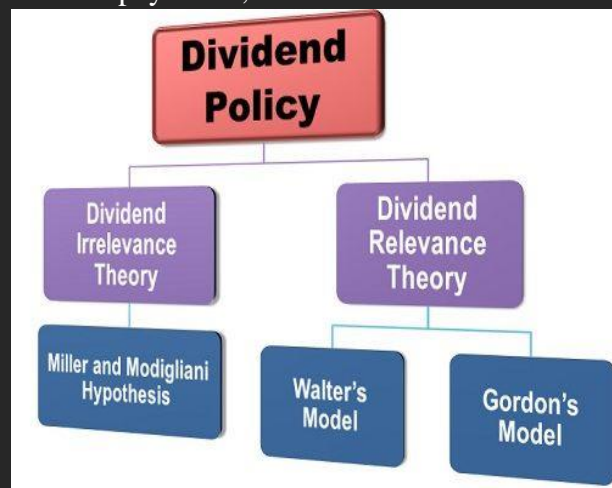 Dividend
Policy
Dividend
Irrelevance
Theory
Dividend
Relevance
Theory
Miller and Modigliani
Hypothesis
Walter's
Model
Gordon's
Model